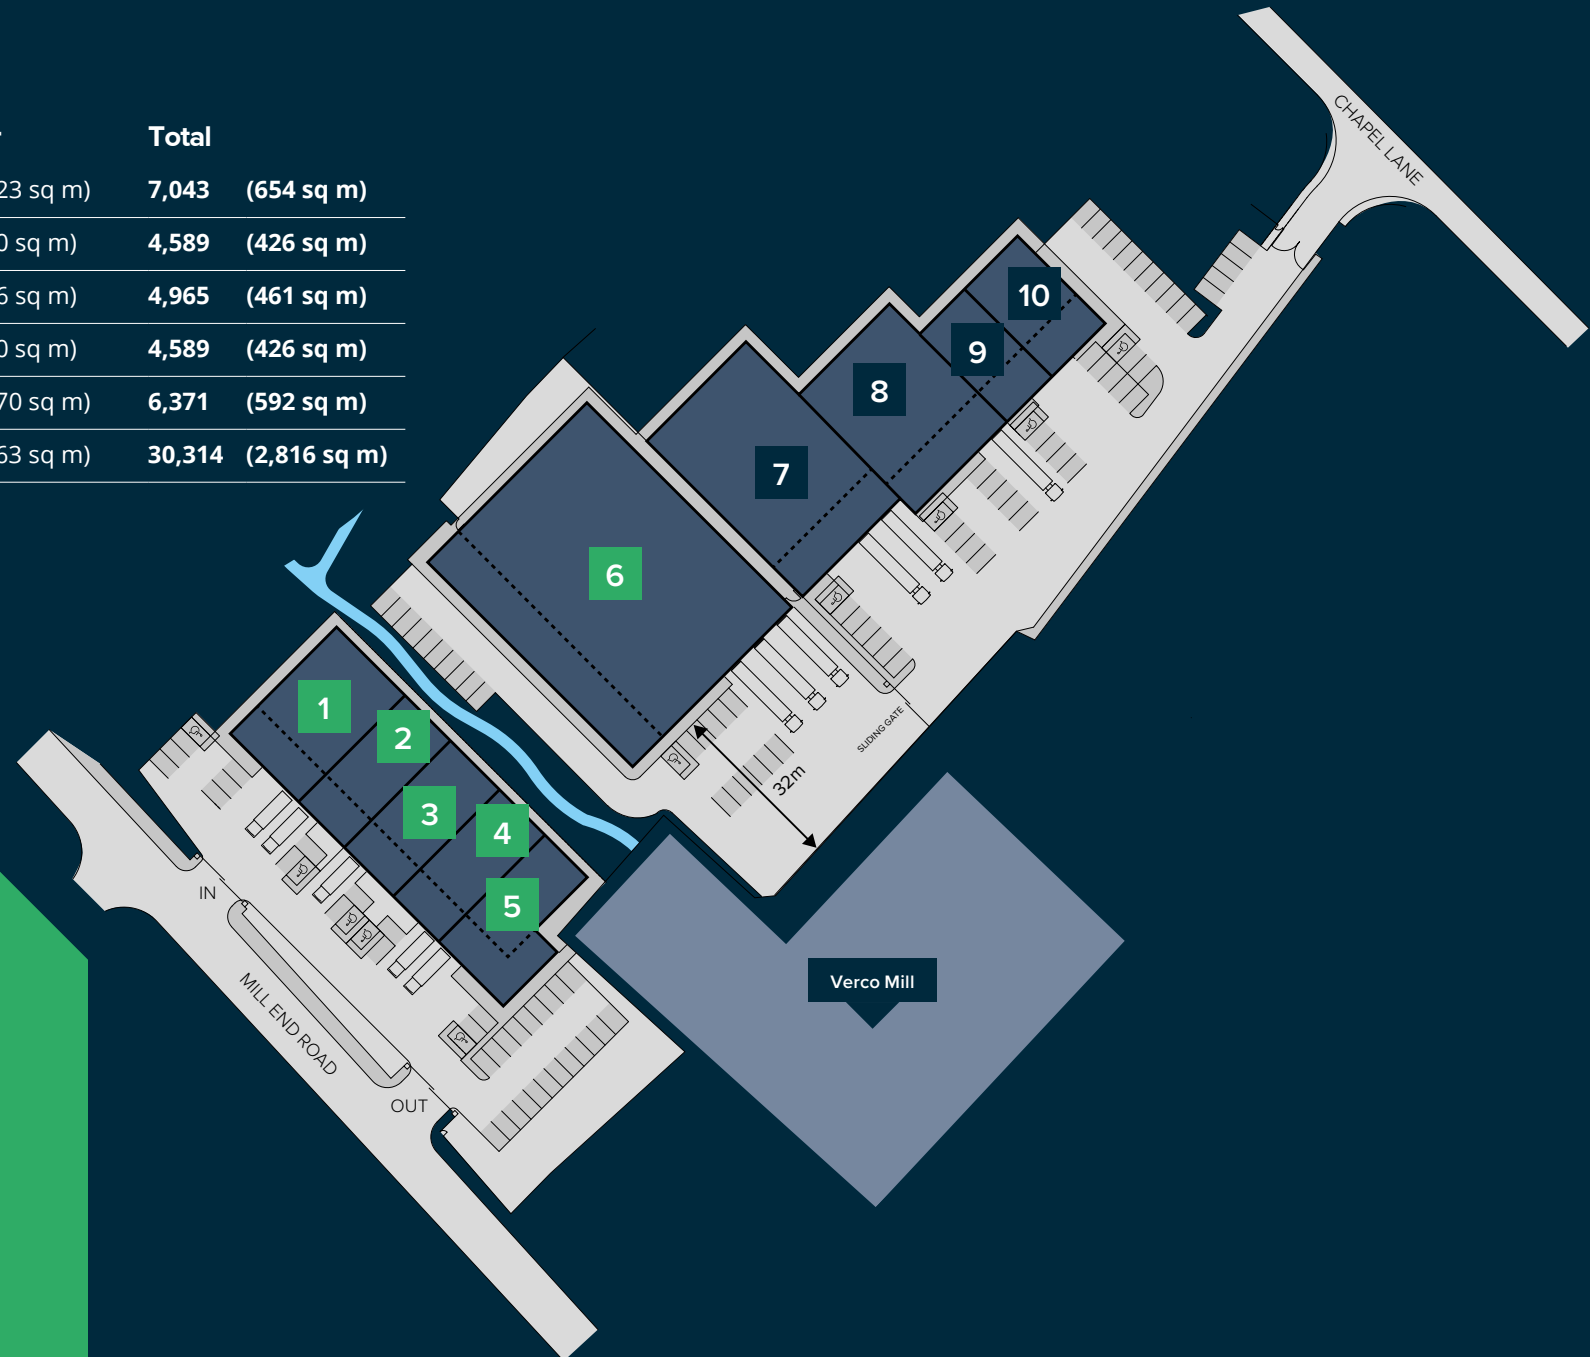 Total
23 sq m) 7,043 (654 sq m)
0 sq m) 4,589 (426 sq m)
6 sq m) 4,965 (461 sq m)
0 sq m) 4,589 (426 sq m)
70 sq m) 6,371 (592 sq m)
63 sq m) 30,314 (2,816 sq m)
CHAPEL LANE
10
9
8
7
6
1
2
3
4
5
SLIDING GATE
32m
IN
MILL END ROAD
OUT
Verco Mill